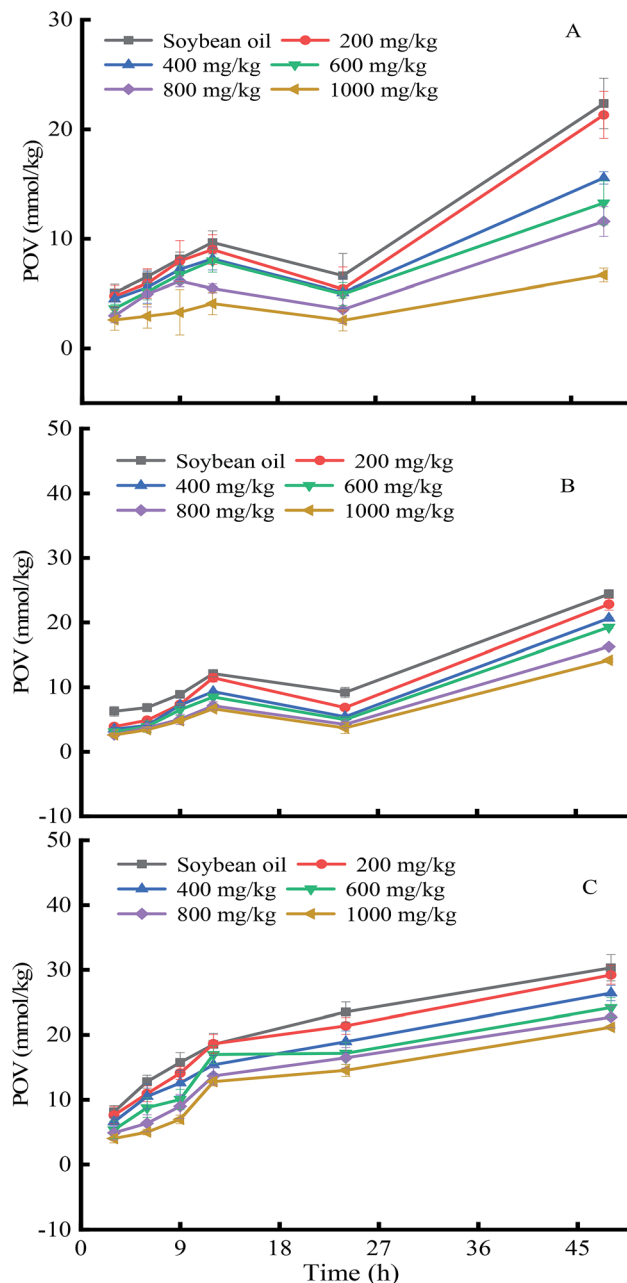 30
Soybean oil 200 mg/kg A
400 mg/kg 600 mg/kg
800 mg/kg 1000 mg/kg
20
10
0
POV (mmol/kg)
50
Soybean oil 200 mg/kg
400 mg/kg 600 mg/kg B
800 mg/kg 1000 mg/kg
40
30
20
10
0
-10
POV (mmol/kg)
50
Soybean oil 200 mg/kg
400 mg/kg 600 mg/kg C
800 mg/kg 1000 mg/kg
40
30
20
10
0
-10
POV (mmol/kg)
0 9 18 27 36 45
Time (h)